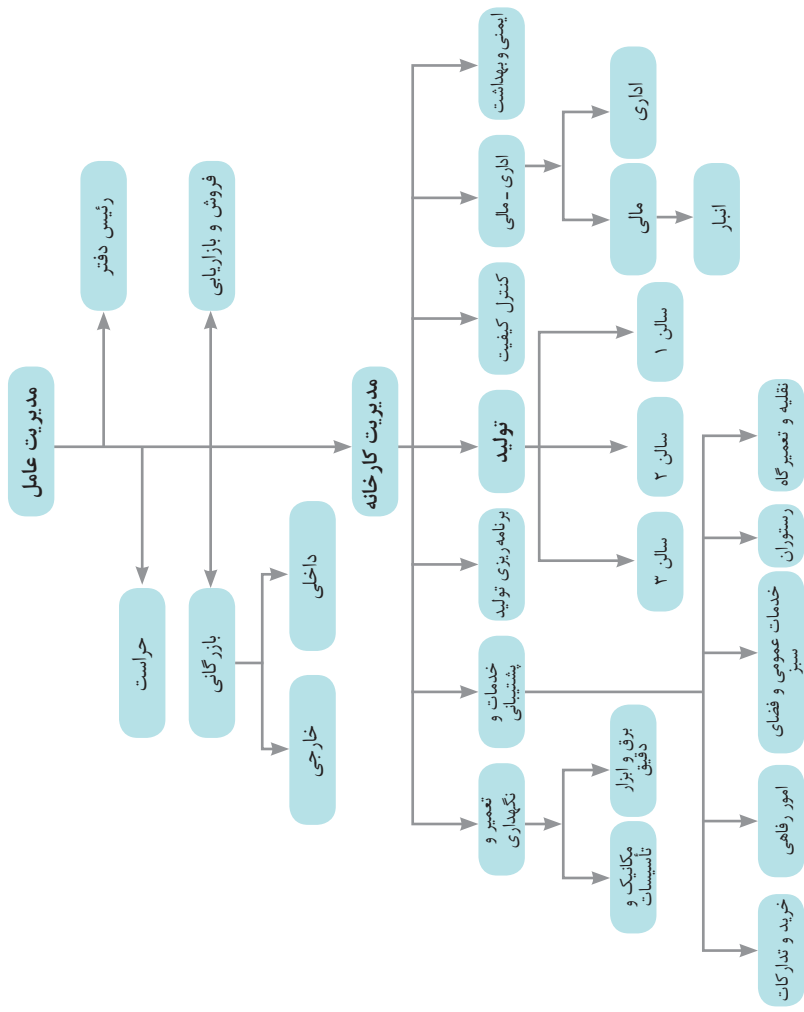 مدیریت عامل
رئیس دفتر
حراست
فروش و بازاریابی
بازرگانی
داخلی
خارجی
مدیریت کارخانه
ایمنی و بهداشت
اداری - مالی
کنترل کیفیت
تولید
برنامه ریزی تولید
خدمات و
پشتیبانی
تعمیر و
نگهداری
اداری
مالی
انبار
سالن ۱
سالن ۲
سالن ۳
برق و ابزار
دقیق
مکانیک و
تأسیسات
نقلیه و تعمیرگاه
رستوران
خدمات عمومی و فضای
سبز
امور رفاهی
خرید و تدارکات